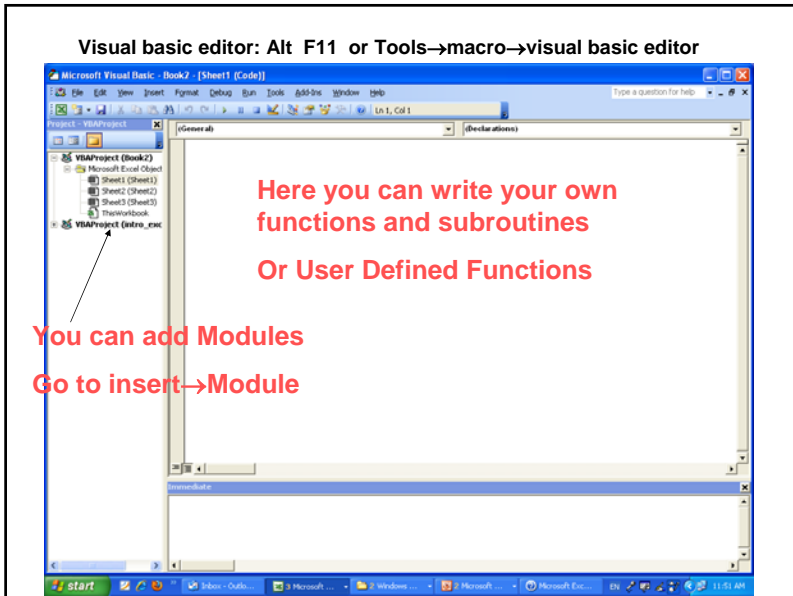 Visual basic editor: Alt  F11  or Tools→macro→visual basic editor
Microsoft Visual Basic - Book2 - [Sheet1 (Code)]
File Edit View Insert Format Debug Run Tools Add-Ins Window Help
Type a question for help
Ln 1, Col 1
Project - VBAProject
(General)
(Declarations)
VBAProject (Book2)
Microsoft Excel Object
Sheet1 (Sheet1)
Sheet2 (Sheet2)
Sheet3 (Sheet3)
ThisWorkbook
VBAProject (intro_exc
Here you can write your own
functions and subroutines
Or User Defined Functions
You can add Modules
Go to insert→Module
Immediate
start
Inbox - Outlo...
3 Microsoft ...
2 Windows ...
2 Microsoft ...
Microsoft Exc...
EN
11:51 AM